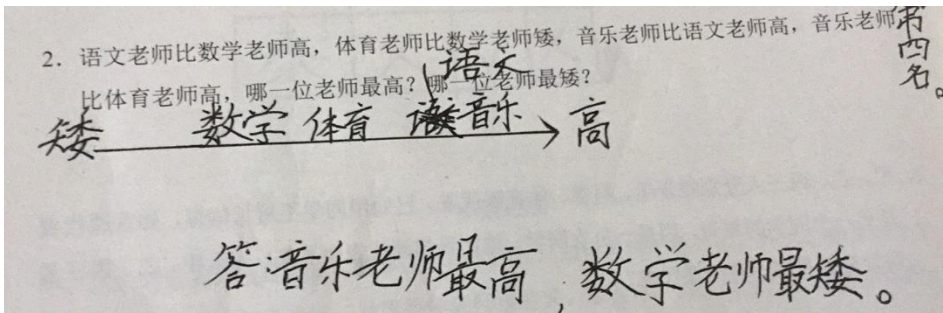 2. 语文老师比数学老师高，体育老师比数学老师矮，音乐老师比语文老师高，音乐老师
比体育老师高，哪一位老师最高？哪一位老师最矮？
第四名。
语文
矮 数学 体育 音乐 高
答:音乐老师最高，数学老师最矮。